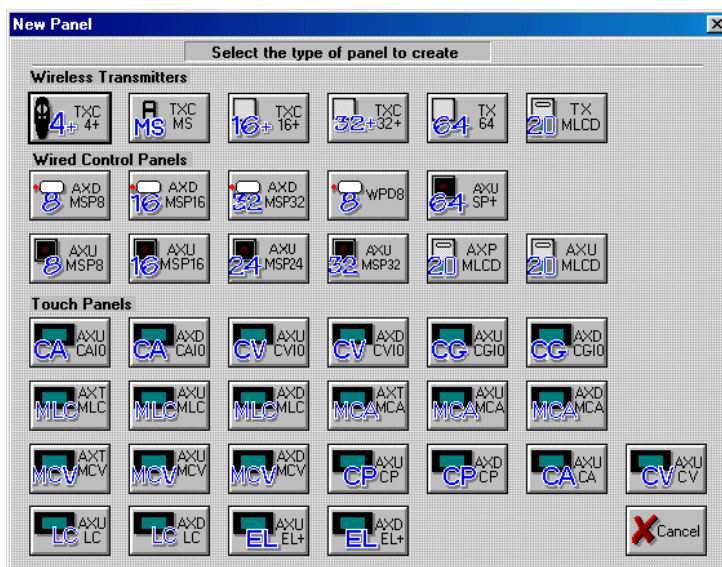 New Panel
Select the type of panel to create
Wireless Transmitters
4+ TXC 4+
MS TXC MS
16+ TXC 16+
32+ TXC 32+
64 TX 64
20 TX MLCD
Wired Control Panels
8 AXD MSP8
16 AXD MSP16
32 AXD MSP32
8 WPD8
64 AXU SP+
8 AXU MSP8
16 AXU MSP16
24 AXU MSP24
32 AXU MSP32
20 AXP MLCD
20 AXU MLCD
Touch Panels
CA AXU CA10
CA AXD CA10
CV AXU CV10
CV AXD CV10
CG AXU CG10
CG AXD CG10
MLC AXT MLC
MLC AXU MLC
MLC AXD MLC
MCA AXT MCA
MCA AXU MCA
MCA AXD MCA
MCV AXT MCV
MCV AXU MCV
MCV AXD MCV
CP AXU CP
CP AXD CP
CA AXU CA
CV AXU CV
LC AXU LC
LC AXD LC
EL AXU EL+
EL AXD EL+
Cancel